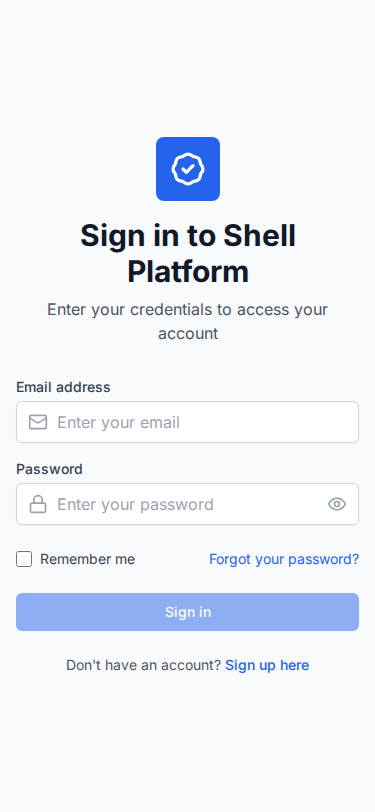 Sign in to Shell
Platform
Enter your credentials to access your
account
Email address
Enter your email
Password
Enter your password
Remember me
Forgot your password?
Sign in
Don't have an account? Sign up here